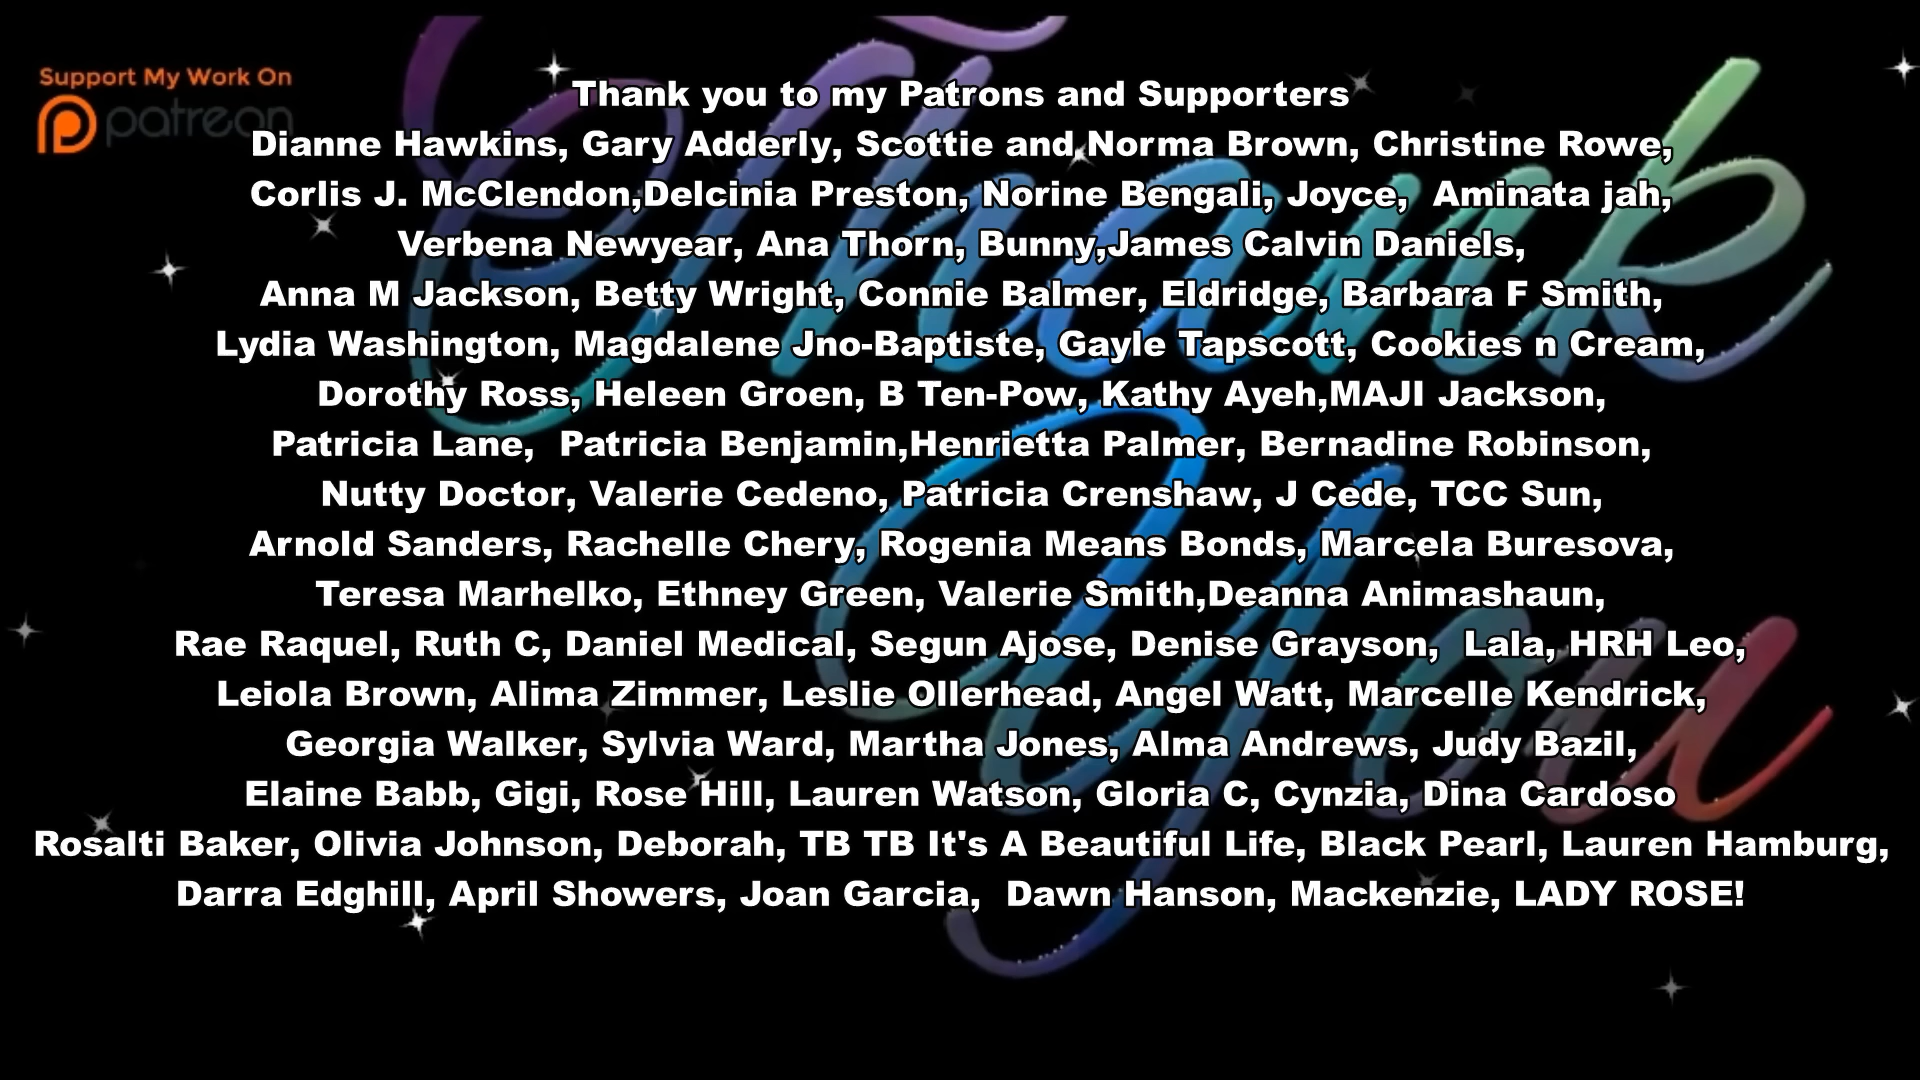 Support My Work On
patreon
Thank you to my Patrons and Supporters
Dianne Hawkins, Gary Adderly, Scottie and Norma Brown, Christine Rowe,
Corlis J. McClendon,Delcinia Preston, Norine Bengali, Joyce,  Aminata jah,
Verbena Newyear, Ana Thorn, Bunny,James Calvin Daniels,
Anna M Jackson, Betty Wright, Connie Balmer, Eldridge, Barbara F Smith,
Lydia Washington, Magdalene Jno-Baptiste, Gayle Tapscott, Cookies n Cream,
Dorothy Ross, Heleen Groen, B Ten-Pow, Kathy Ayeh,MAJI Jackson,
Patricia Lane,  Patricia Benjamin,Henrietta Palmer, Bernadine Robinson,
Nutty Doctor, Valerie Cedeno, Patricia Crenshaw, J Cede, TCC Sun,
Arnold Sanders, Rachelle Chery, Rogenia Means Bonds, Marcela Buresova,
Teresa Marhelko, Ethney Green, Valerie Smith,Deanna Animashaun,
Rae Raquel, Ruth C, Daniel Medical, Segun Ajose, Denise Grayson,  Lala, HRH Leo,
Leiola Brown, Alima Zimmer, Leslie Ollerhead, Angel Watt, Marcelle Kendrick,
Georgia Walker, Sylvia Ward, Martha Jones, Alma Andrews, Judy Bazil,
Elaine Babb, Gigi, Rose Hill, Lauren Watson, Gloria C, Cynzia, Dina Cardoso
Rosalti Baker, Olivia Johnson, Deborah, TB TB It's A Beautiful Life, Black Pearl, Lauren Hamburg,
Darra Edghill, April Showers, Joan Garcia,  Dawn Hanson, Mackenzie, LADY ROSE!
Thank
You